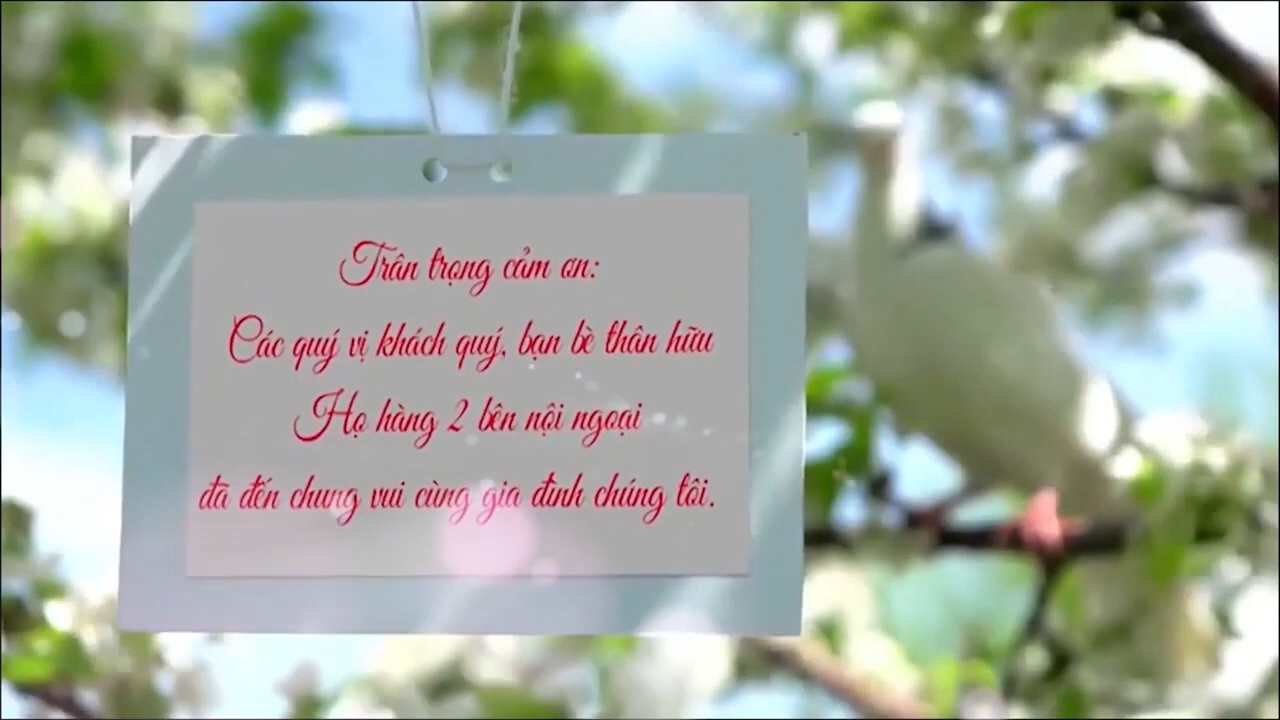 Trân trọng cảm ơn:
Các quý vị khách quý, bạn bè thân hữu
Họ hàng 2 bên nội ngoại
đã đến chung vui cùng gia đình chúng tôi.